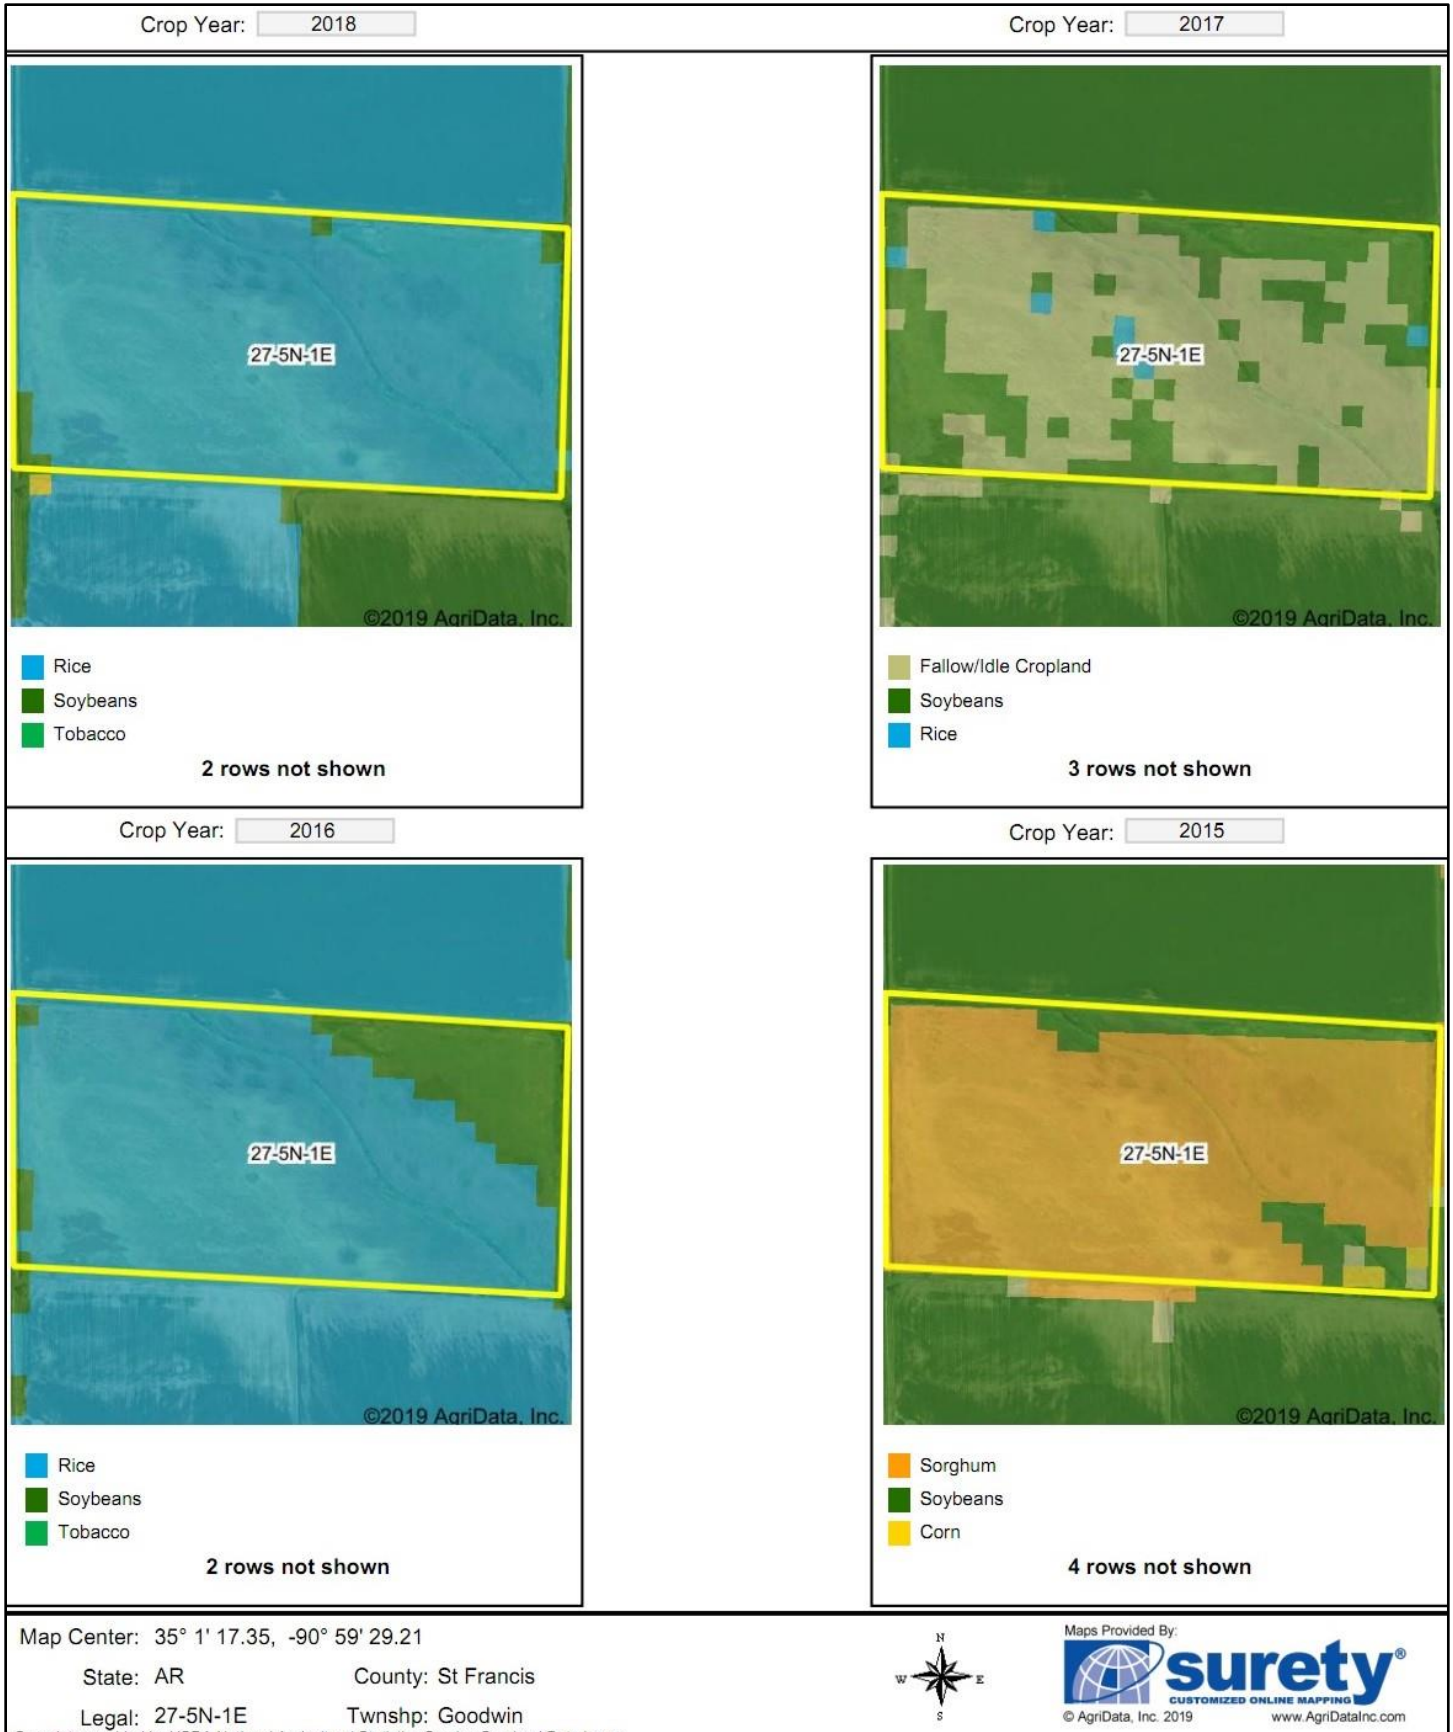 Crop Year: 2018
Crop Year: 2017
27-5N-1E
©2019 AgriData, Inc.
27-5N-1E
©2019 AgriData, Inc.
Rice
Soybeans
Tobacco
2 rows not shown
Fallow/Idle Cropland
Soybeans
Rice
3 rows not shown
Crop Year: 2016
Crop Year: 2015
27-5N-1E
©2019 AgriData, Inc.
27-5N-1E
©2019 AgriData, Inc.
Rice
Soybeans
Tobacco
2 rows not shown
Sorghum
Soybeans
Corn
4 rows not shown
Map Center: 35° 1' 17.35, -90° 59' 29.21
State: AR County: St Francis
Legal: 27-5N-1E Twnshp: Goodwin
N
W E
S
Maps Provided By:
surety®
CUSTOMIZED ONLINE MAPPING
© AgriData, Inc. 2019 www.AgriDataInc.com